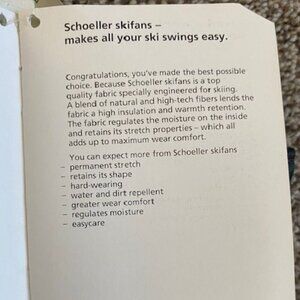 Schoeller skifans –
makes all your ski swings easy.
Congratulations, you've made the best possible
choice. Because Schoeller skifans is a top
quality fabric specially engineered for skiing.
A blend of natural and high-tech fibers lends the
fabric a high insulation and warmth retention.
The fabric regulates the moisture on the inside
and retains its stretch properties – which all
adds up to maximum wear comfort.
You can expect more from Schoeller skifans
– permanent stretch
– retains its shape
– hard-wearing
– water and dirt repellent
– greater wear comfort
– regulates moisture
– easycare